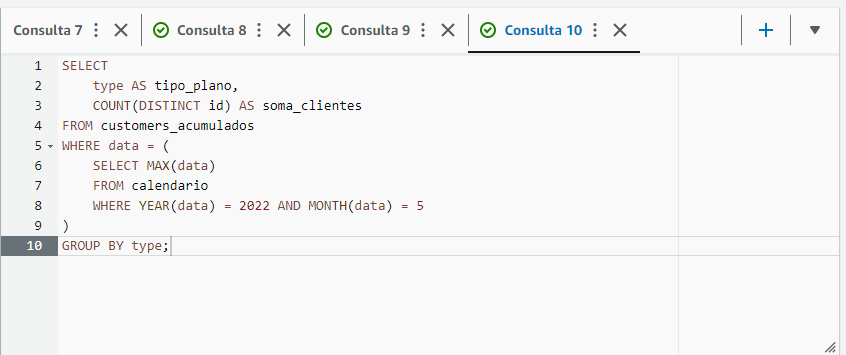 Consulta 7 Consulta 8 Consulta 9 Consulta 10
1 SELECT
2 type AS tipo_plano,
3 COUNT(DISTINCT id) AS soma_clientes
4 FROM customers_acumulados
5 WHERE data = (
6 SELECT MAX(data)
7 FROM calendario
8 WHERE YEAR(data) = 2022 AND MONTH(data) = 5
9 )
10 GROUP BY type;